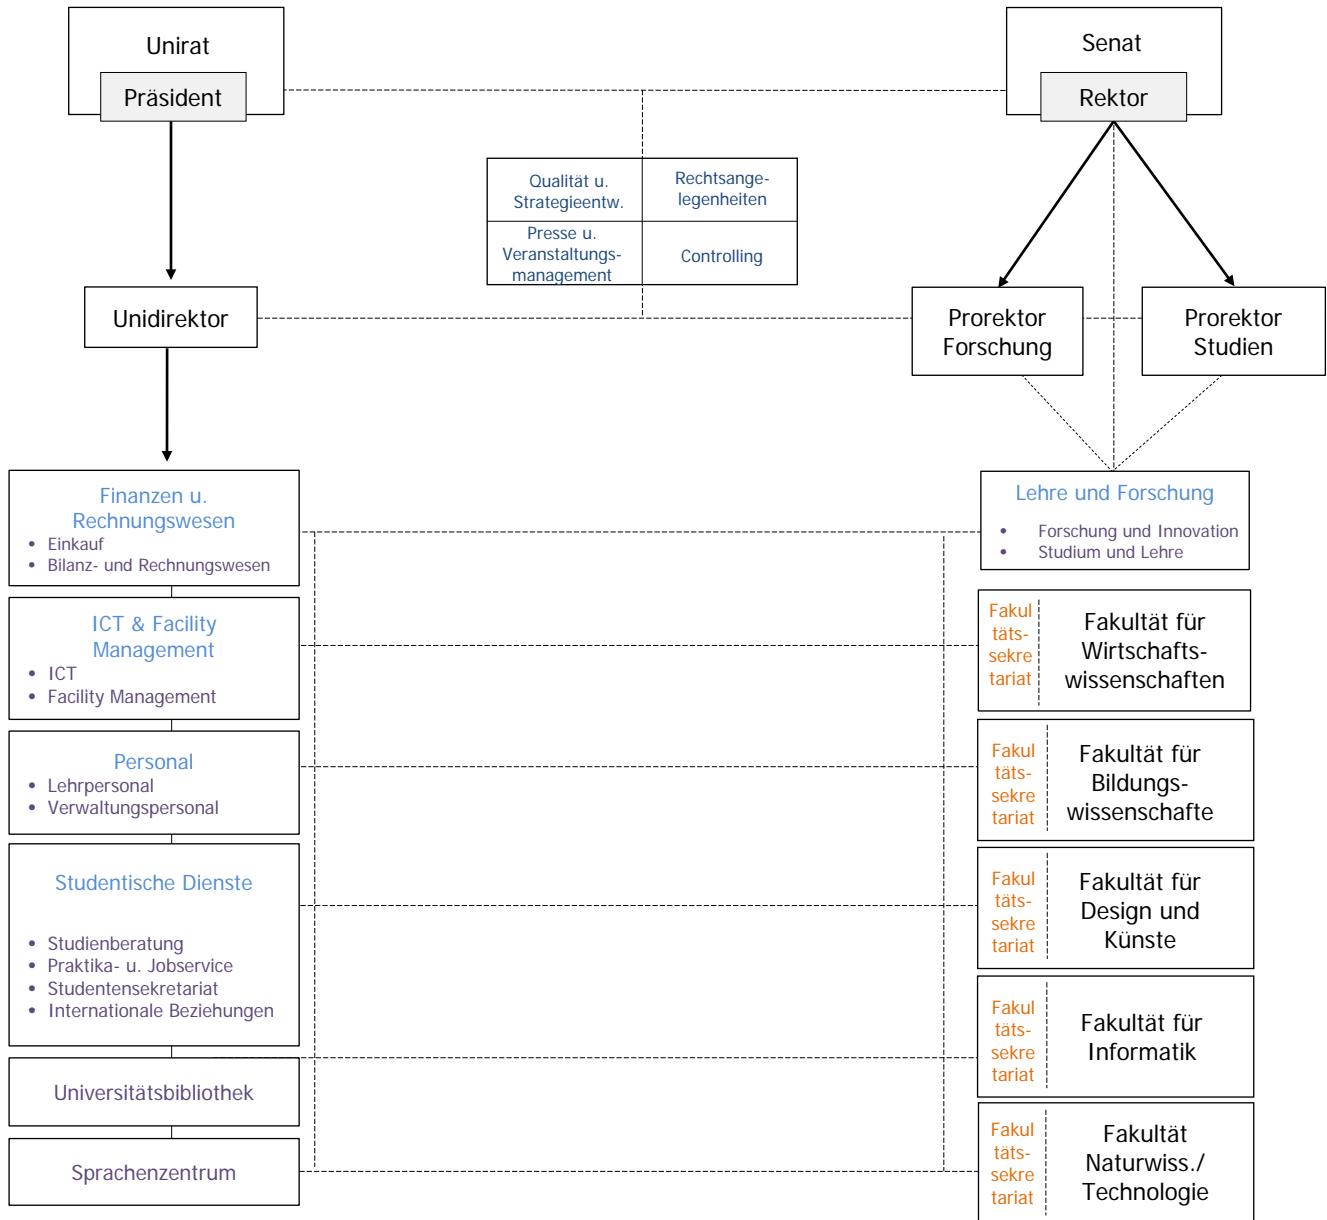 Unirat
Präsident
Senat
Rektor
Qualität u.
Strategieentw.
Rechtsange-
legenheiten
Presse u.
Veranstaltungs-
management
Controlling
Unidirektor
Prorektor
Forschung
Prorektor
Studien
Finanzen u.
Rechnungswesen
• Einkauf
• Bilanz- und Rechnungswesen
ICT & Facility
Management
• ICT
• Facility Management
Personal
• Lehrpersonal
• Verwaltungspersonal
Studentische Dienste
• Studienberatung
• Praktika- u. Jobservice
• Studentensekretariat
• Internationale Beziehungen
Universitätsbibliothek
Sprachenzentrum
Lehre und Forschung
• Forschung und Innovation
• Studium und Lehre
Fakul
täts-
sekre
tariat
Fakultät für
Wirtschafts-
wissenschaften
Fakul
täts-
sekre
tariat
Fakultät für
Bildungs-
wissenschafte
Fakul
täts-
sekre
tariat
Fakultät für
Design und
Künste
Fakul
täts-
sekre
tariat
Fakultät für
Informatik
Fakul
täts-
sekre
tariat
Fakultät
Naturwiss./
Technologie